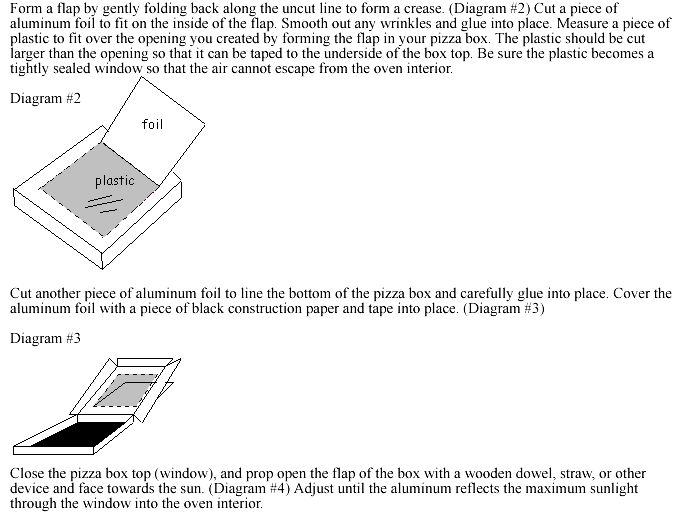 Form a flap by gently folding back along the uncut line to form a crease. (Diagram #2) Cut a piece of
aluminum foil to fit on the inside of the flap. Smooth out any wrinkles and glue into place. Measure a piece of
plastic to fit over the opening you created by forming the flap in your pizza box. The plastic should be cut
larger than the opening so that it can be taped to the underside of the box top. Be sure the plastic becomes a
tightly sealed window so that the air cannot escape from the oven interior.
Diagram #2
foil
plastic
Cut another piece of aluminum foil to line the bottom of the pizza box and carefully glue into place. Cover the
aluminum foil with a piece of black construction paper and tape into place. (Diagram #3)
Diagram #3
Close the pizza box top (window), and prop open the flap of the box with a wooden dowel, straw, or other
device and face towards the sun. (Diagram #4) Adjust until the aluminum reflects the maximum sunlight
through the window into the oven interior.